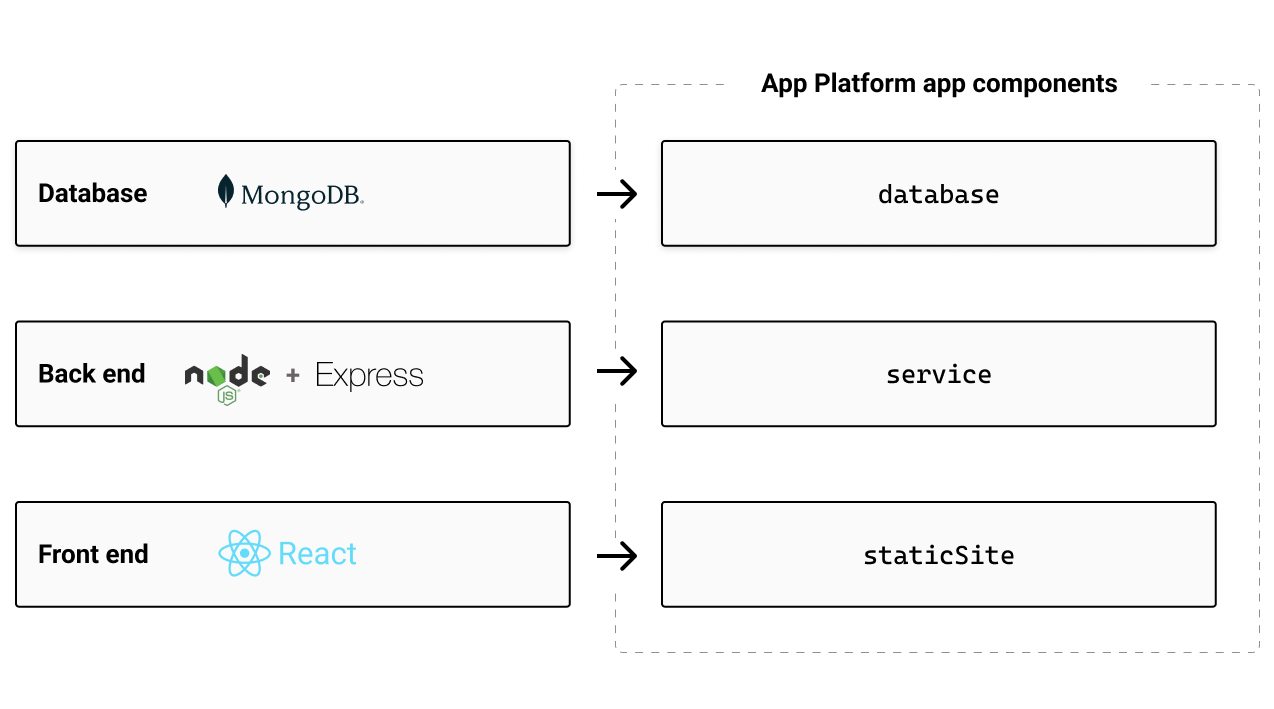 App Platform app components
Database MongoDB. database
Back end node JS + Express service
Front end React staticSite